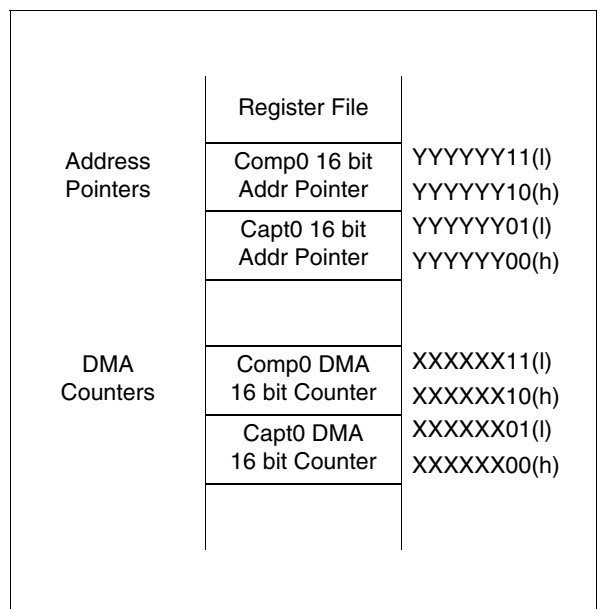 Register File
Address
Pointers
Comp0 16 bit
Addr Pointer
YYYYYY11(l)
YYYYYY10(h)
Capt0 16 bit
Addr Pointer
YYYYYY01(l)
YYYYYY00(h)
DMA
Counters
Comp0 DMA
16 bit Counter
XXXXXX11(l)
XXXXXX10(h)
Capt0 DMA
16 bit Counter
XXXXXX01(l)
XXXXXX00(h)